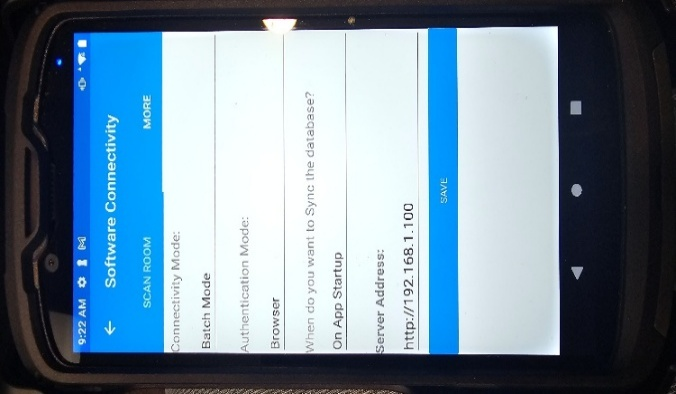 9:22 AM
Software Connectivity
SCAN ROOM MORE
Connectivity Mode:
Batch Mode
Authentication Mode:
Browser
When do you want to Sync the database?
On App Startup
Server Address:
http://192.168.1.100
SAVE